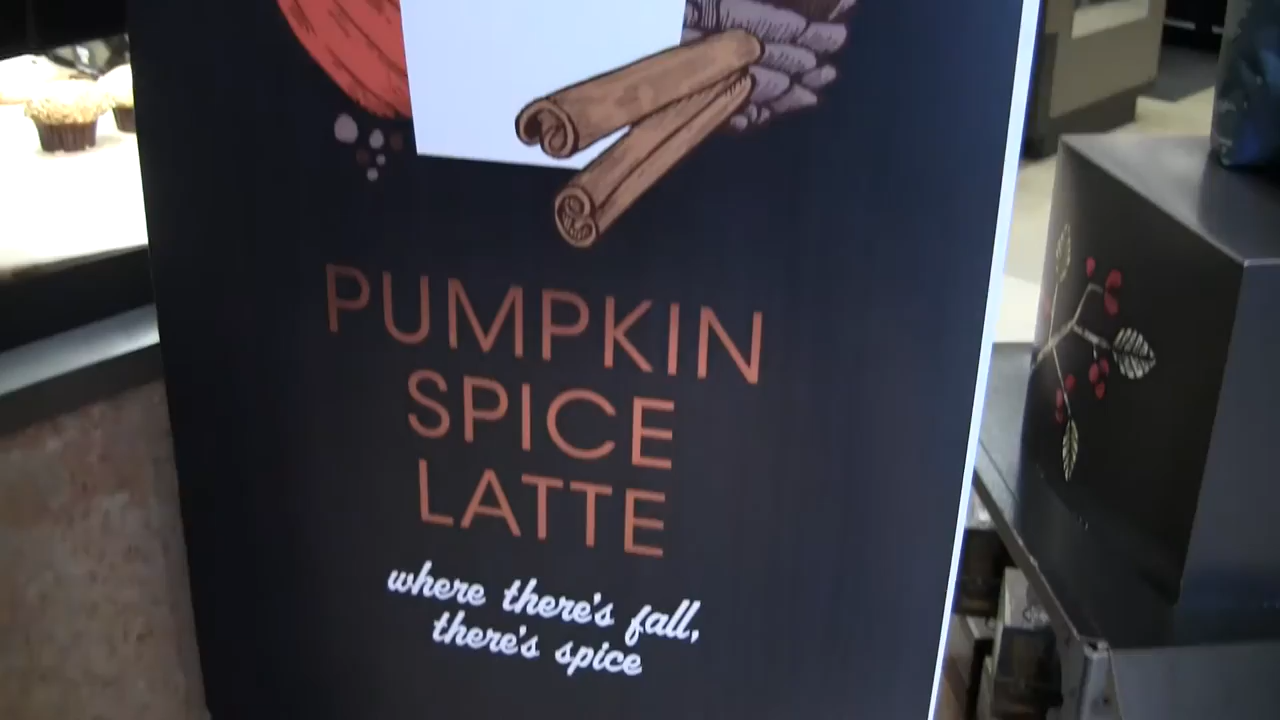 PUMPKIN
SPICE
LATTE
where there's fall,
there's spice